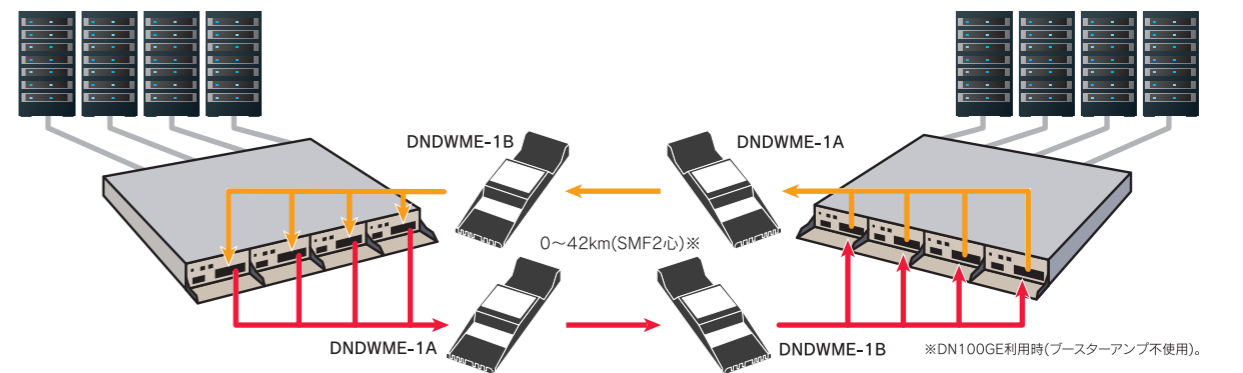 DNDWME-1B
DNDWME-1A
0～42km(SMF2心)※
DNDWME-1A
DNDWME-1B
※DN100GE利用時(ブースターアンプ不使用)。